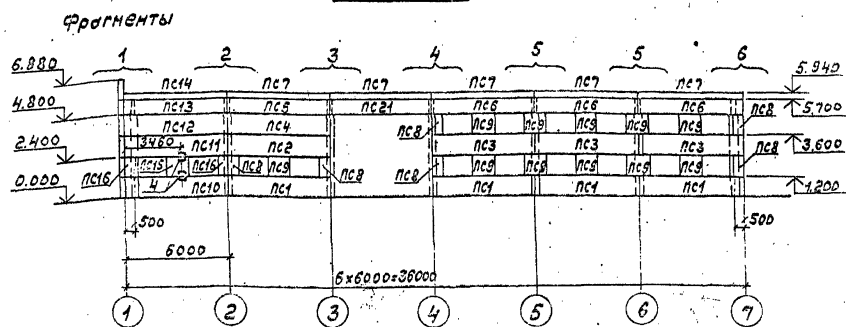 Фрагменты
1 2 3 4 5 5 6
6.880 5.940
ПС14 ПС7 ПС7 ПС7 ПС7 ПС7
4.800 ПС13 ПС5 ПС21 ПС6 ПС6 ПС6 5,700
ПС12 ПС4 ПС8 ПС9 ПС9 ПС9 ПС9 ПС9 ПС8
2.400 3460 ПС11 ПС2 ПС3 ПС3 ПС3 3,600
ПС15 ПС16 ПС8 ПС9 ПС8 ПС8 ПС9 ПС8 ПС9 ПС9 ПС9 ПС8
0.000 ПС16 4 ПС10 ПС1 ПС1 ПС1 ПС1 1.200
500 500
6000
6×6000=36000
1 2 3 4 5 6 7